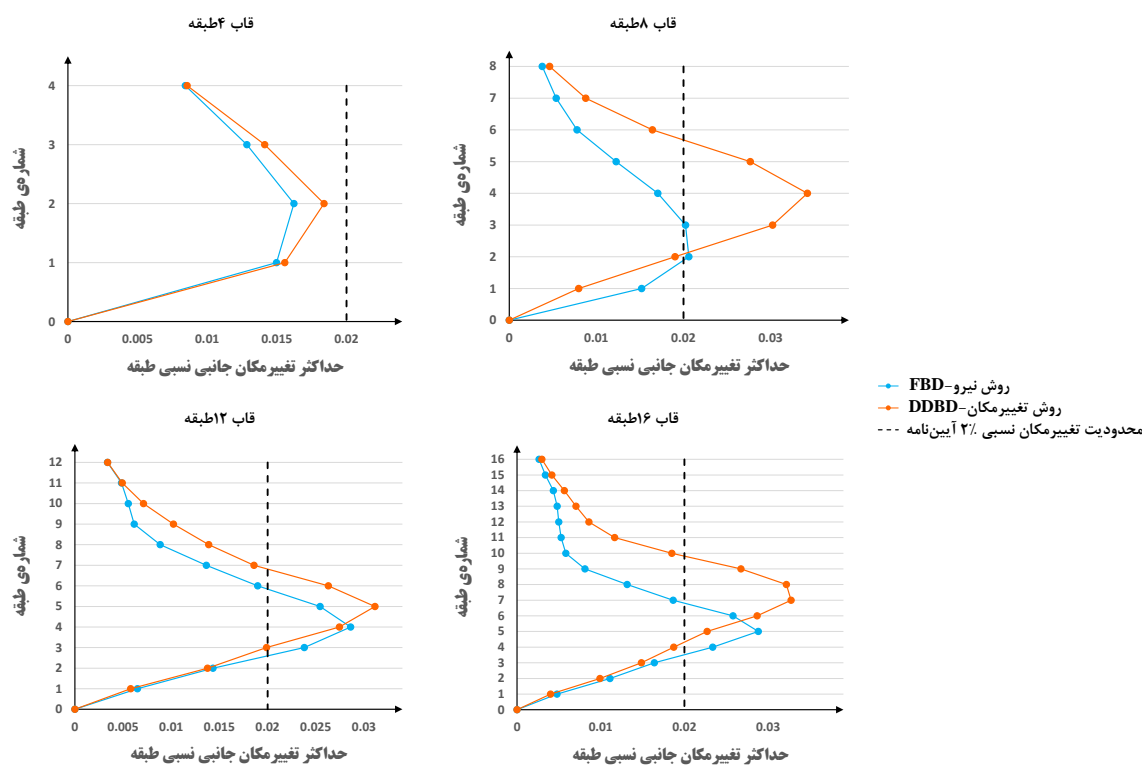 قاب ۴طبقه
4
3
2
1
0
شماره‌ی طبقه
0 0.005 0.01 0.015 0.02
حداکثر تغییرمکان جانبی نسبی طبقه
قاب ۸طبقه
8
7
6
5
4
3
2
1
0
شماره‌ی طبقه
0 0.01 0.02 0.03
حداکثر تغییرمکان جانبی نسبی طبقه
روش نیرو-FBD
روش تغییرمکان-DDBD
محدودیت تغییرمکان نسبی ۲٪ آیین‌نامه
قاب ۱۲طبقه
12
11
10
9
8
7
6
5
4
3
2
1
0
شماره‌ی طبقه
0 0.005 0.01 0.015 0.02 0.025 0.03
حداکثر تغییرمکان جانبی نسبی طبقه
قاب ۱۶طبقه
16
15
14
13
12
11
10
9
8
7
6
5
4
3
2
1
0
شماره‌ی طبقه
0 0.01 0.02 0.03
حداکثر تغییرمکان جانبی نسبی طبقه